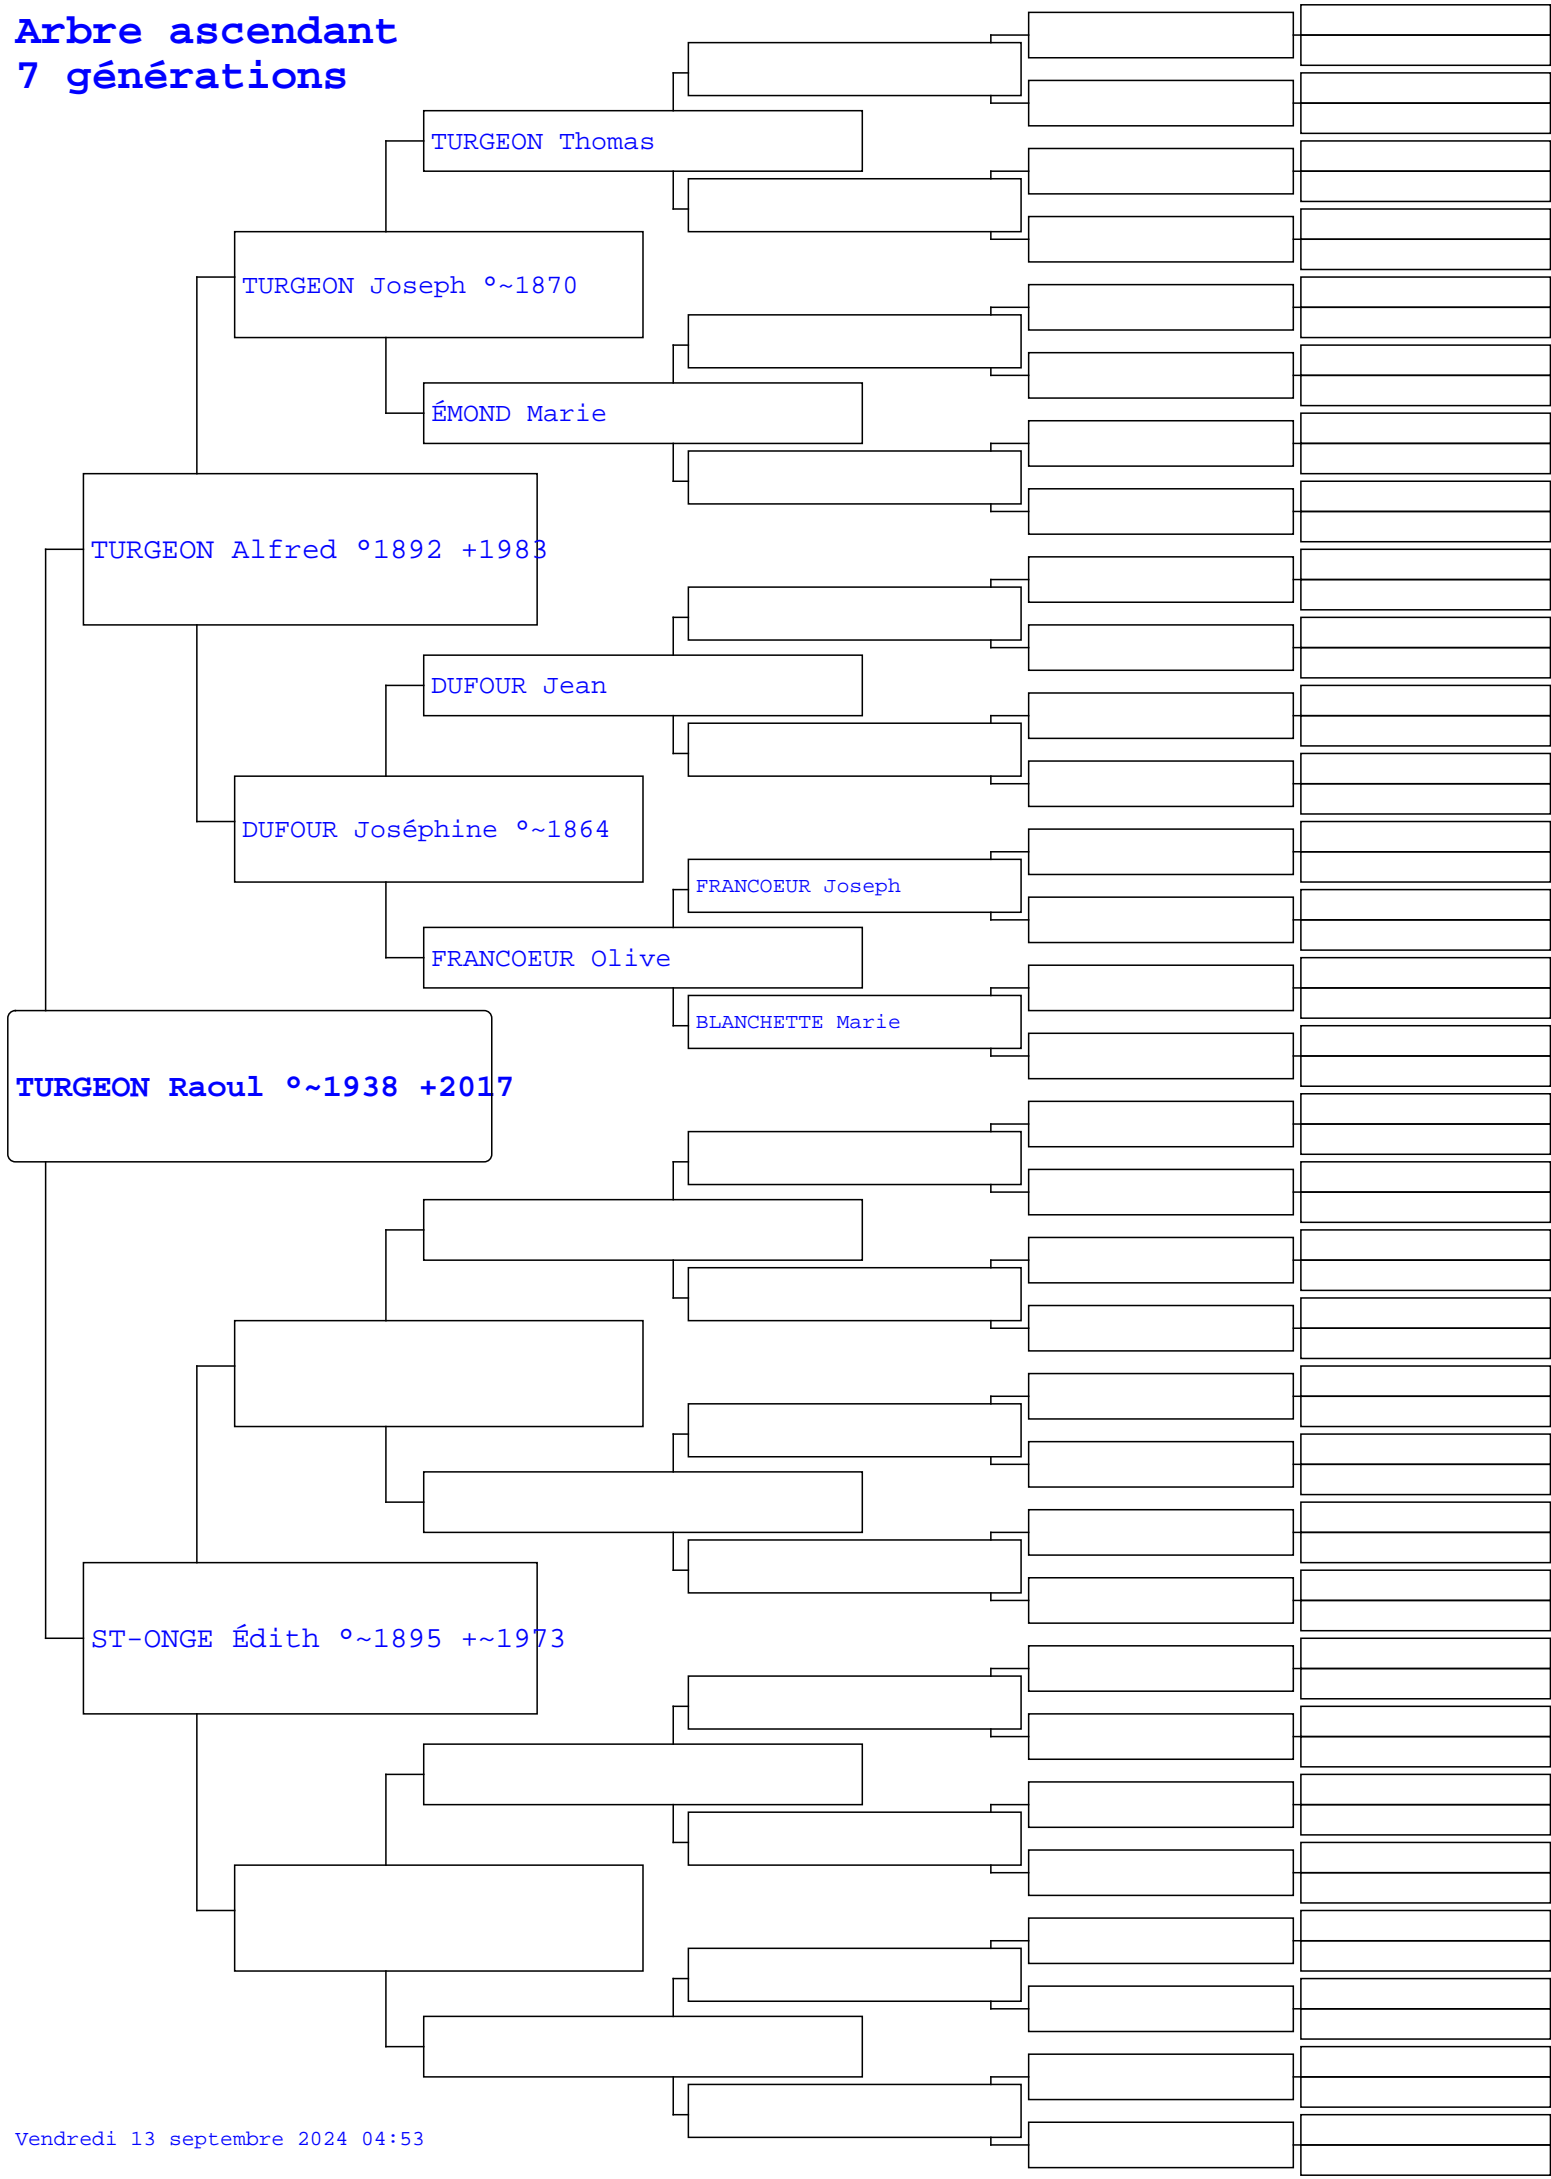 Arbre ascendant
7 générations
TURGEON Thomas
TURGEON Joseph °~1870
ÉMOND Marie
TURGEON Alfred °1892 +1983
DUFOUR Jean
DUFOUR Joséphine °~1864
FRANCOEUR Joseph
FRANCOEUR Olive
BLANCHETTE Marie
TURGEON Raoul °~1938 +2017
ST-ONGE Édith °~1895 +~1973
Vendredi 13 septembre 2024 04:53